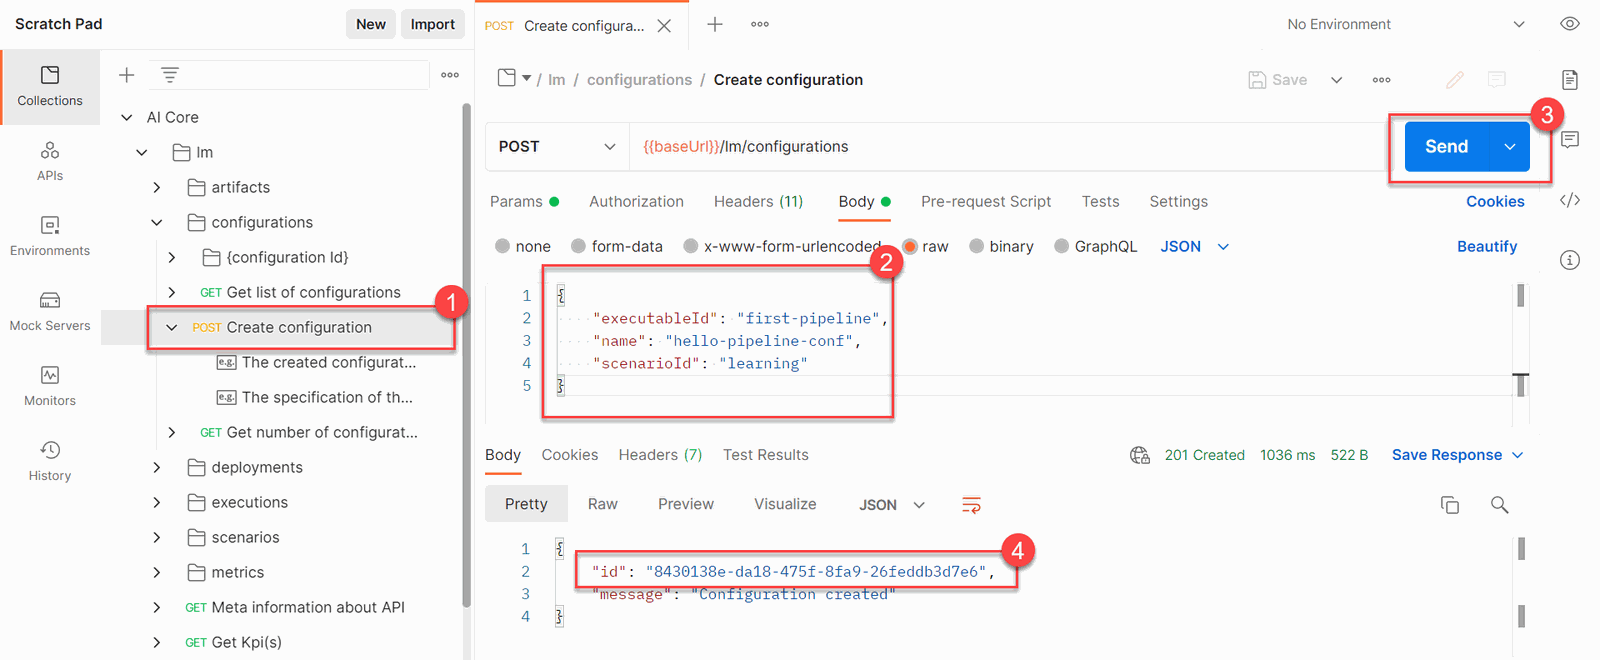 Scratch Pad
New
Import
Collections
APIs
Environments
Mock Servers
Monitors
History
AI Core
lm
artifacts
configurations
{configuration Id}
GET Get list of configurations
1
POST Create configuration
e.g. The created configurat...
e.g. The specification of th...
GET Get number of configurat...
deployments
executions
scenarios
metrics
GET Meta information about API
GET Get Kpi(s)
POST Create configura...
No Environment
/ lm / configurations / Create configuration
Save
POST
{{baseUrl}}/lm/configurations
Send
3
Params
Authorization
Headers (11)
Body
Pre-request Script
Tests
Settings
Cookies
none
form-data
x-www-form-urlencoded
raw
binary
GraphQL
JSON
Beautify
2
1 {
2 "executableId": "first-pipeline",
3 "name": "hello-pipeline-conf",
4 "scenarioId": "learning"
5 }
Body
Cookies
Headers (7)
Test Results
201 Created
1036 ms
522 B
Save Response
Pretty
Raw
Preview
Visualize
JSON
4
1 {
2 "id": "8430138e-da18-475f-8fa9-26feddb3d7e6",
3 "message": "Configuration created"
4 }